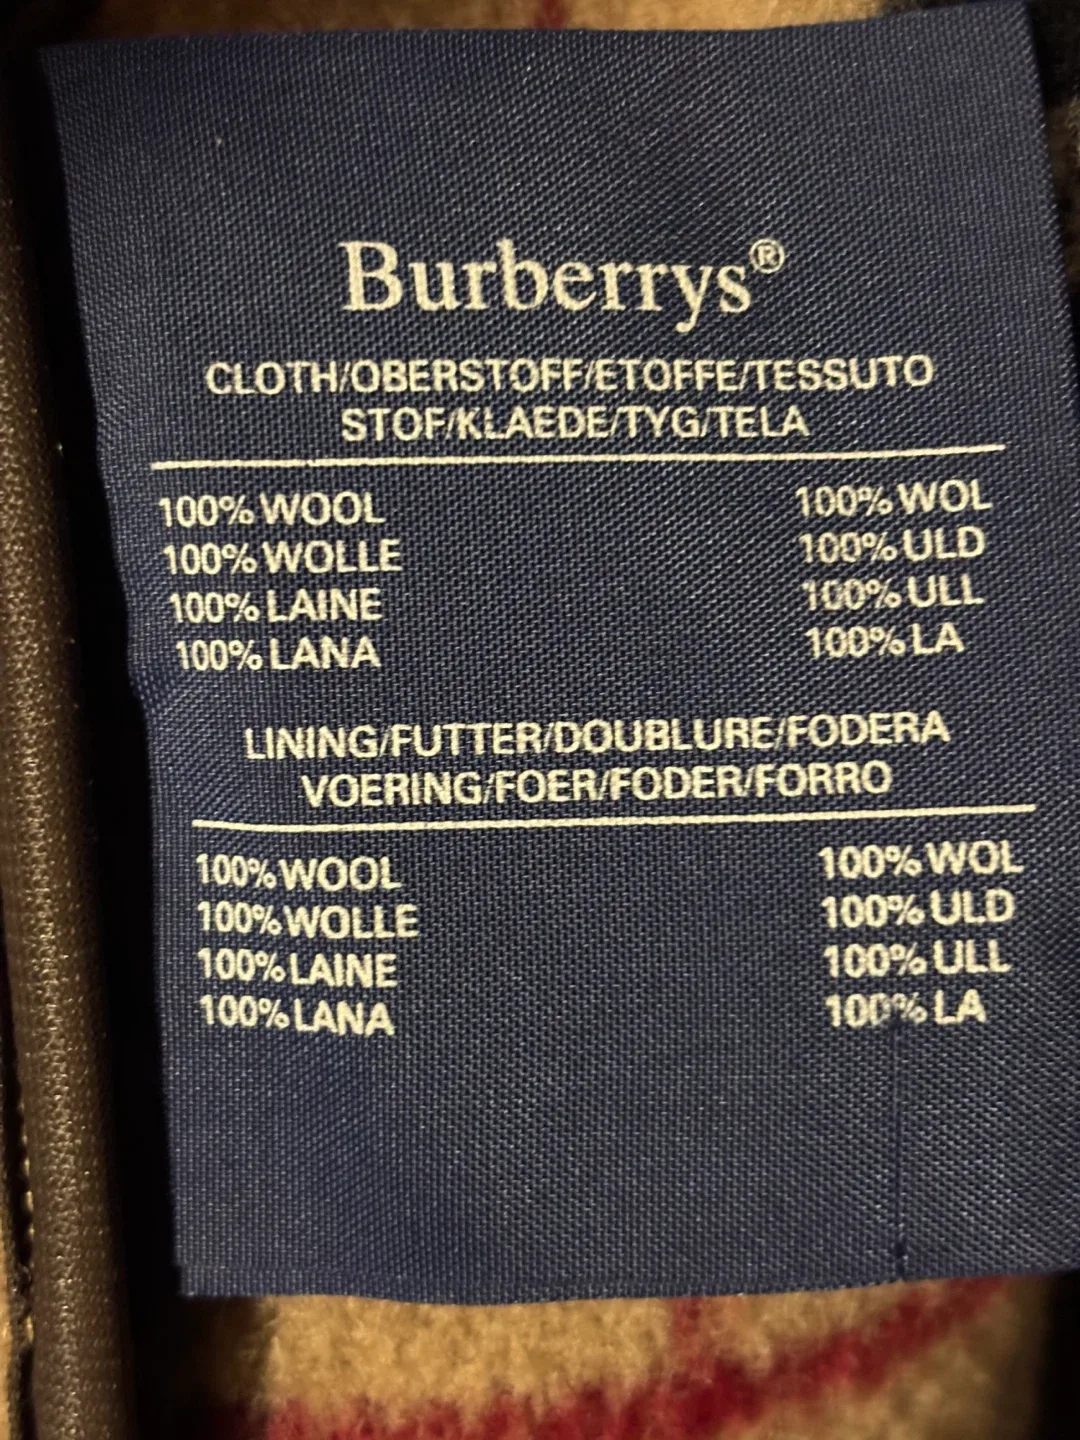 Burberrys®
CLOTH/OBERSTOFF/ETOFFE/TESSUTO
STOF/KLAEDE/TYG/TELA
100% WOOL 100% WOL
100% WOLLE 100% ULD
100% LAINE 100% ULL
100% LANA 100% LA
LINING/FUTTER/DOUBLURE/FODERA
VOERING/FOER/FODER/FORRO
100% WOOL 100% WOL
100% WOLLE 100% ULD
100% LAINE 100% ULL
100% LANA 100% LA